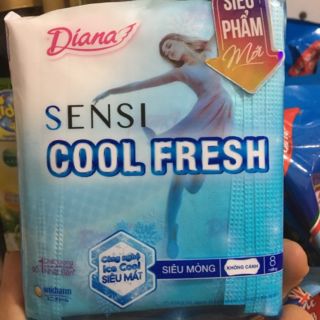 SIÊU
PHẨM
Mới
Diana
SENSI
COOL FRESH
Công nghệ
Ice Cool
SIÊU MÁT
unicharm
SIÊU MỎNG
KHÔNG CÁNH
8